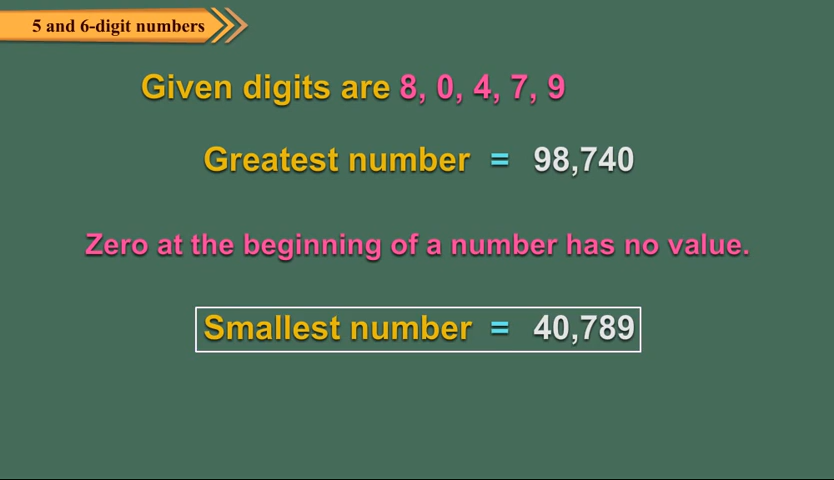 5 and 6-digit numbers
Given digits are 8, 0, 4, 7, 9
Greatest number = 98,740
Zero at the beginning of a number has no value.
Smallest number = 40,789